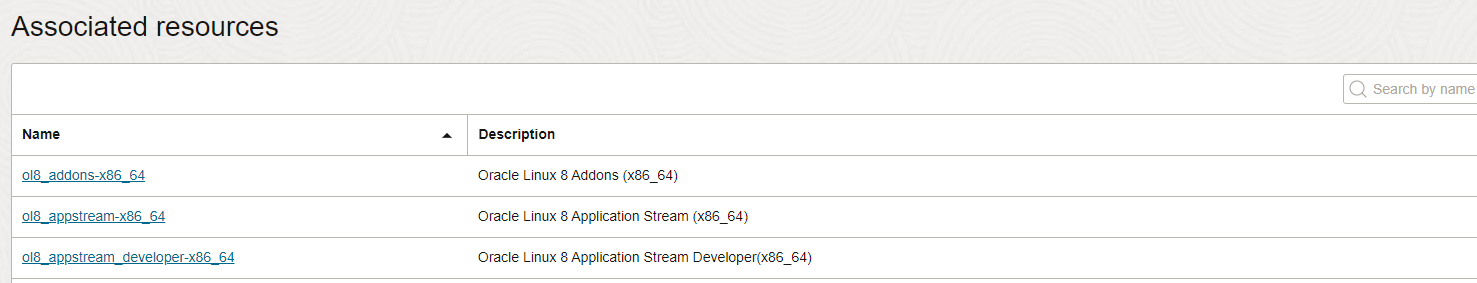 Associated resources
Search by name
Name Description
ol8_addons-x86_64 Oracle Linux 8 Addons (x86_64)
ol8_appstream-x86_64 Oracle Linux 8 Application Stream (x86_64)
ol8_appstream_developer-x86_64 Oracle Linux 8 Application Stream Developer(x86_64)